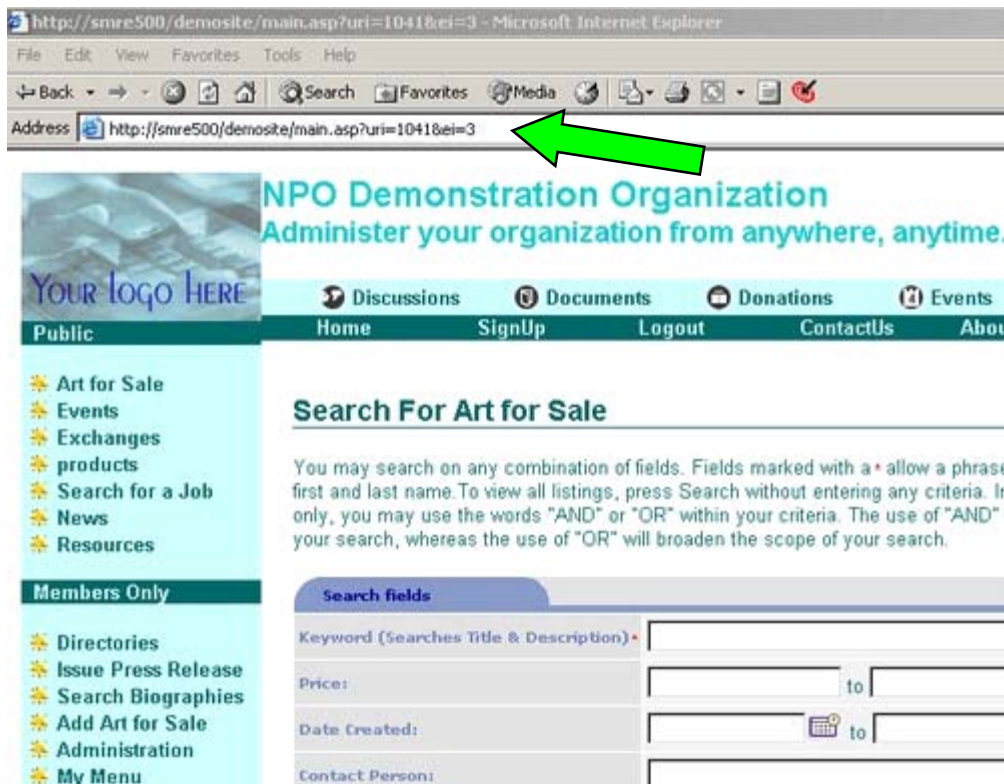 http://smre500/demosite/main.asp?uri=1041&ei=3 - Microsoft Internet Explorer
File Edit View Favorites Tools Help
Back Search Favorites Media
Address http://smre500/demosite/main.asp?uri=1041&ei=3
NPO Demonstration Organization
Administer your organization from anywhere, anytime.
Your logo Here
Discussions Documents Donations Events
Public
Home SignUp Logout ContactUs Abou
Art for Sale
Events
Exchanges
products
Search for a Job
News
Resources
Members Only
Directories
Issue Press Release
Search Biographies
Add Art for Sale
Administration
My Menu
Search For Art for Sale
You may search on any combination of fields. Fields marked with a * allow a phrase
first and last name.To view all listings, press Search without entering any criteria. In
only, you may use the words "AND" or "OR" within your criteria. The use of "AND"
your search, whereas the use of "OR" will broaden the scope of your search.
Search fields
Keyword (Searches Title & Description)*
Price: to
Date Created: to
Contact Person: